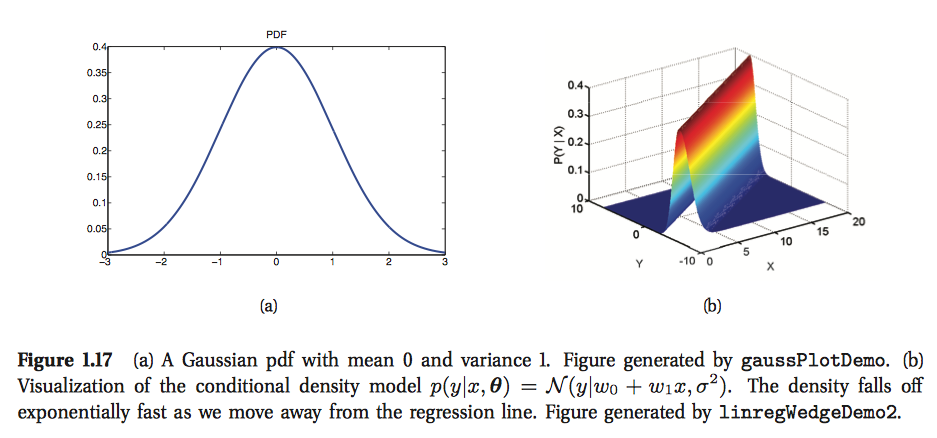 PDF
0.4
0.35
0.3
0.25
0.2
0.15
0.1
0.05
0
−3 −2 −1 0 1 2 3
(a)
0.4
0.3
0.2
0.1
0
P(Y | X)
10
0
-10
Y
0
5
10
15
20
X
(b)
Figure 1.17 (a) A Gaussian pdf with mean 0 and variance 1. Figure generated by gaussPlotDemo. (b)
Visualization of the conditional density model p(y|x, θ) = 𝒩(y|w₀ + w₁x, σ²). The density falls off
exponentially fast as we move away from the regression line. Figure generated by linregWedgeDemo2.